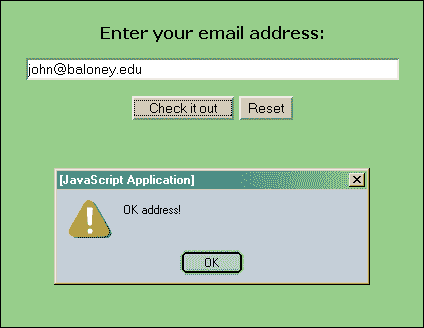 Enter your email address:
john@baloney.edu
Check it out Reset
[JavaScript Application]
OK address!
OK